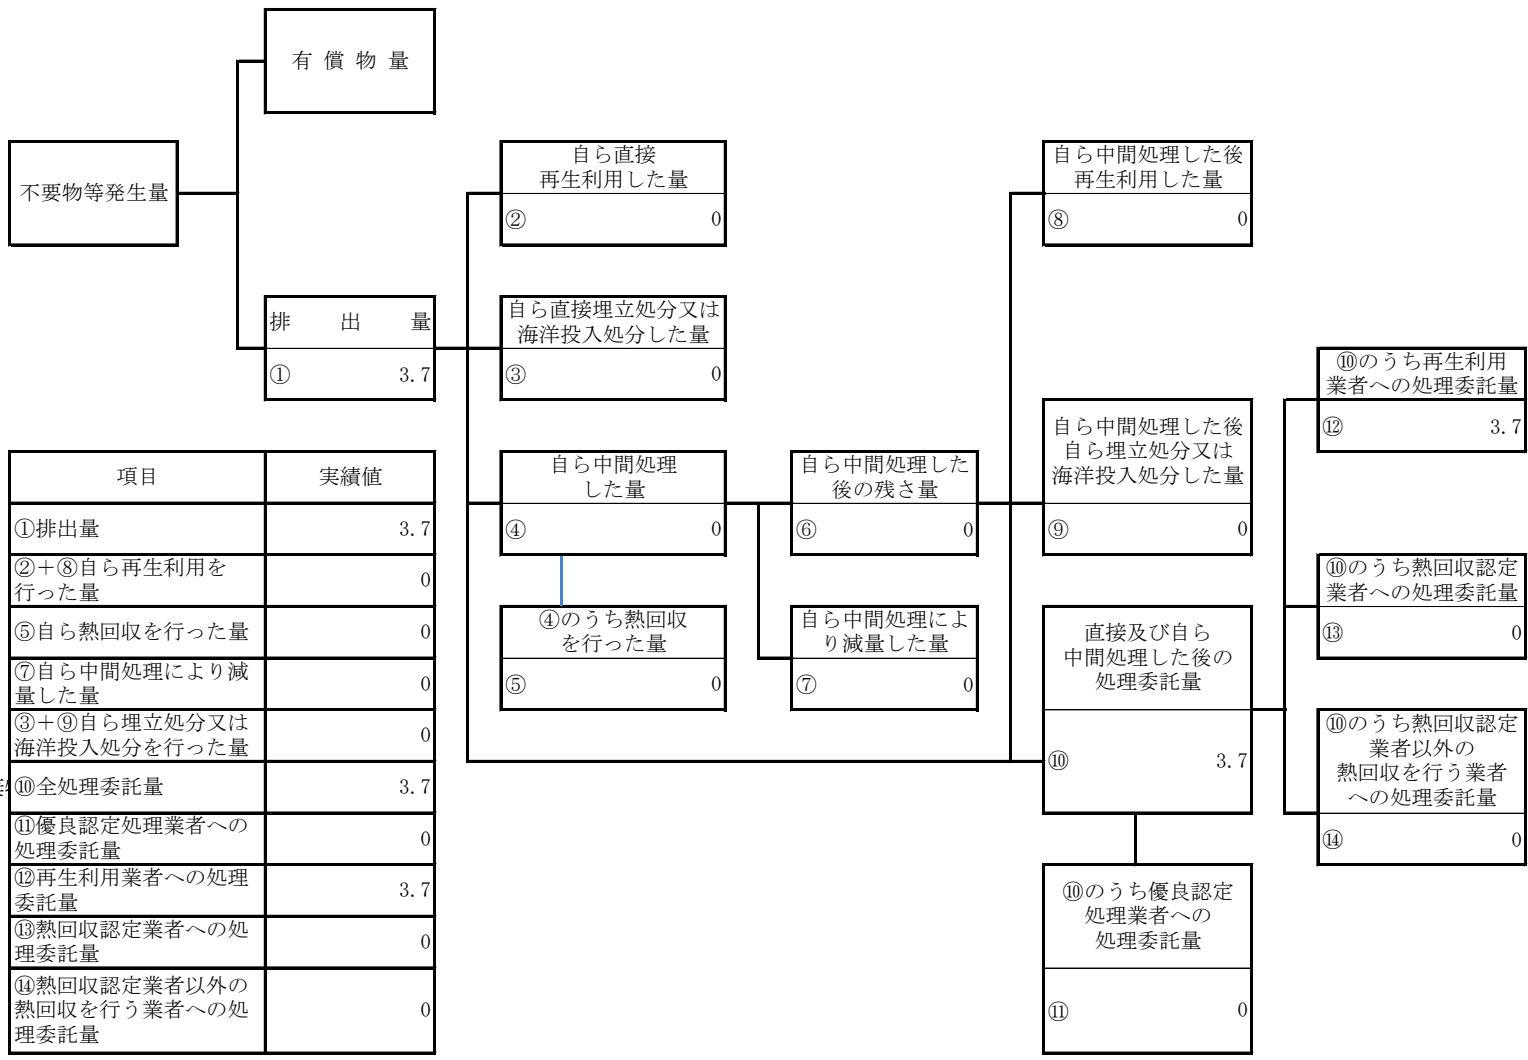 有償物量
不要物等発生量
自ら直接
再生利用した量
② 0
自ら中間処理した後
再生利用した量
⑧ 0
排出量
① 3.7
自ら直接埋立処分又は
海洋投入処分した量
③ 0
⑩のうち再生利用
業者への処理委託量
⑫ 3.7
自ら中間処理した後
自ら埋立処分又は
海洋投入処分した量
⑨ 0
自ら中間処理
した量
④ 0
自ら中間処理した
後の残さ量
⑥ 0
④のうち熱回収
を行った量
⑤ 0
自ら中間処理によ
り減量した量
⑦ 0
直接及び自ら
中間処理した後の
処理委託量
⑩ 3.7
⑩のうち熱回収認定
業者への処理委託量
⑬ 0
⑩のうち熱回収認定
業者以外の
熱回収を行う業者
への処理委託量
⑭ 0
⑩のうち優良認定
処理業者への
処理委託量
⑪ 0
項目 実績値
①排出量 3.7
②＋⑧自ら再生利用を
行った量 0
⑤自ら熱回収を行った量 0
⑦自ら中間処理により減
量した量 0
③＋⑨自ら埋立処分又は
海洋投入処分を行った量 0
⑩全処理委託量 3.7
⑪優良認定処理業者への
処理委託量 0
⑫再生利用業者への処理
委託量 3.7
⑬熱回収認定業者への処
理委託量 0
⑭熱回収認定業者以外の
熱回収を行う業者への処
理委託量 0